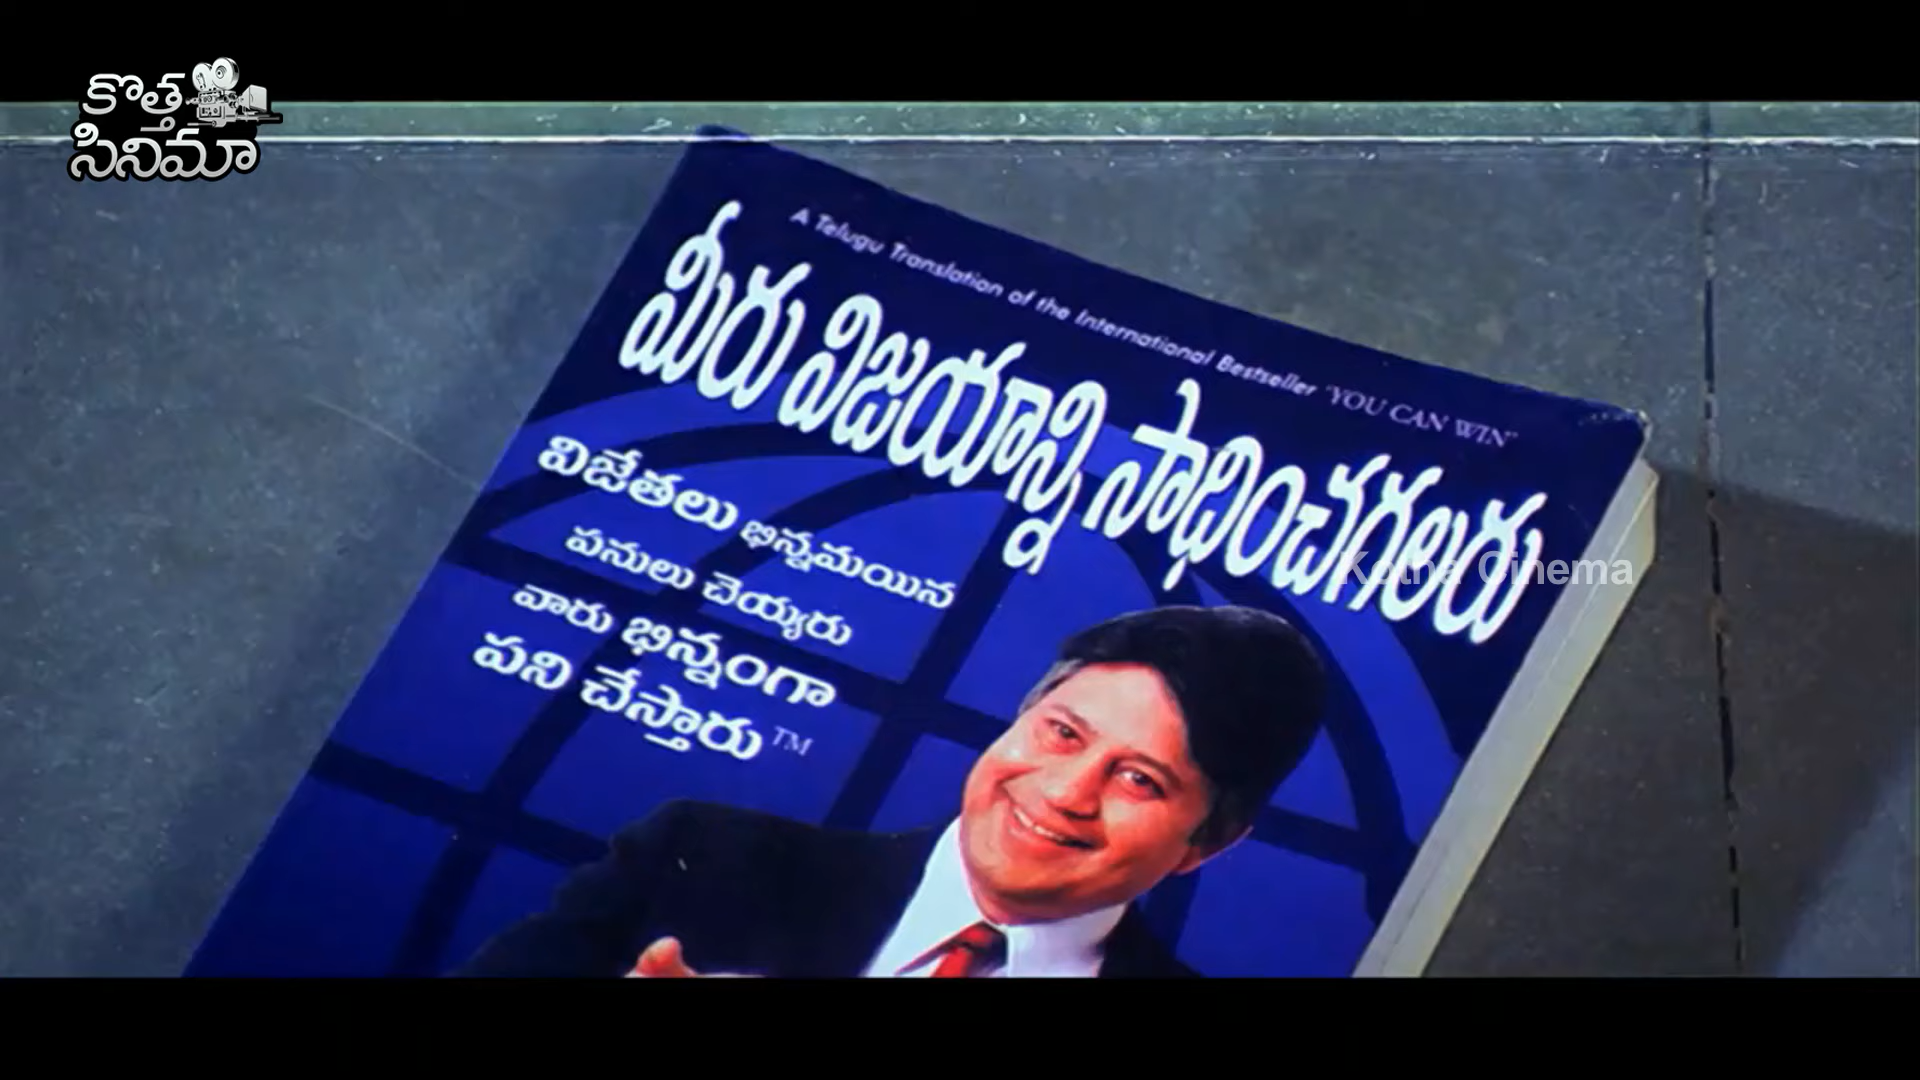 కొత్త
సినిమా
A Telugu Translation of the International Bestseller "YOU CAN WIN"
మీరు విజయాన్ని సాధించగలరు
విజేతలు భిన్నమయిన
పనులు చెయ్యరు
వారు భిన్నంగా
పని చేస్తారు TM
Kotha Cinema